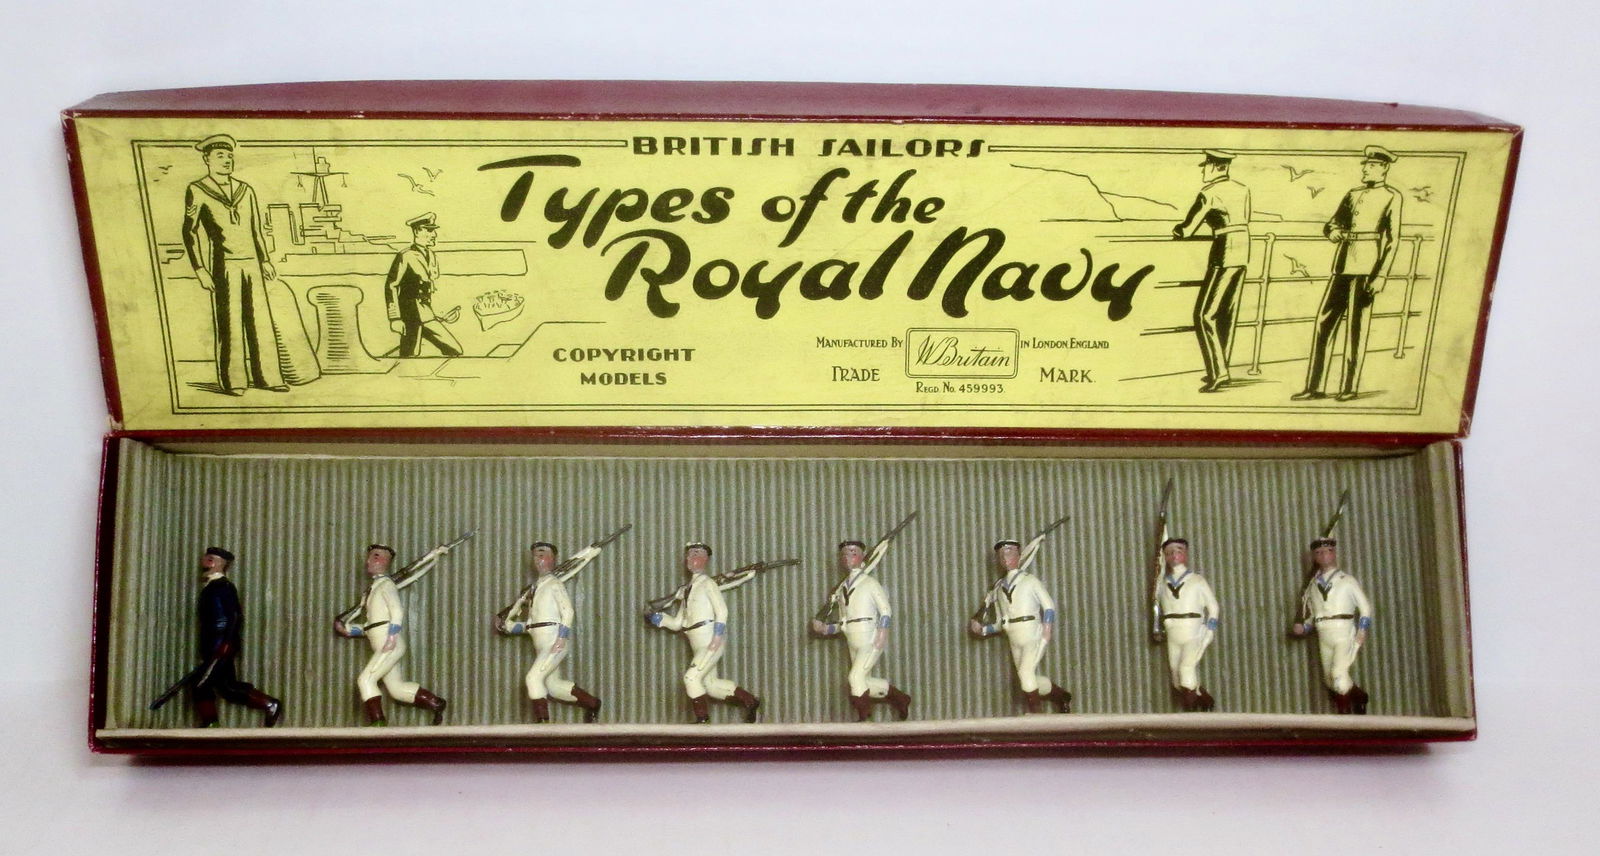 BRITISH SAILORS
Types of the
Royal Navy
COPYRIGHT
MODELS
MANUFACTURED BY WBritain IN LONDON ENGLAND
TRADE MARK.
REGD. No. 459993.